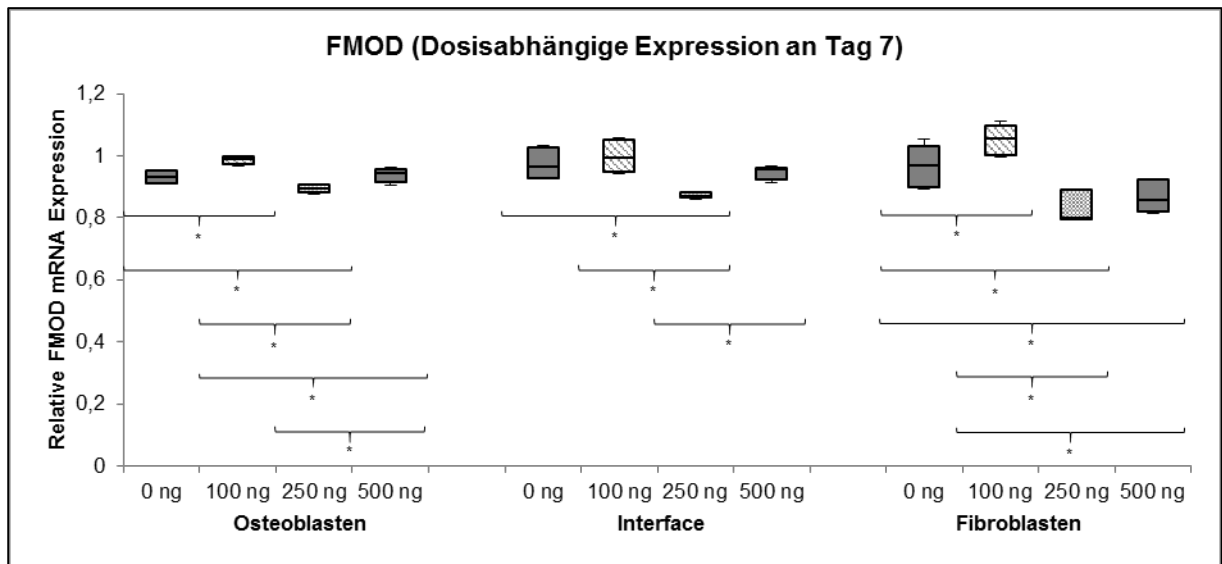 FMOD (Dosisabhängige Expression an Tag 7)
Relative FMOD mRNA Expression
1,2
1
0,8
0,6
0,4
0,2
0
*
*
*
*
*
*
*
*
*
*
*
*
*
0 ng 100 ng 250 ng 500 ng
Osteoblasten
0 ng 100 ng 250 ng 500 ng
Interface
0 ng 100 ng 250 ng 500 ng
Fibroblasten